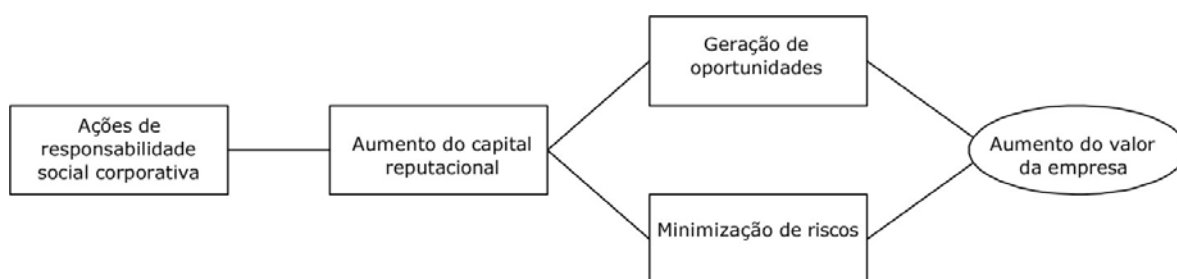 Ações de
responsabilidade
social corporativa
Aumento do capital
reputacional
Geração de
oportunidades
Minimização de riscos
Aumento do valor
da empresa